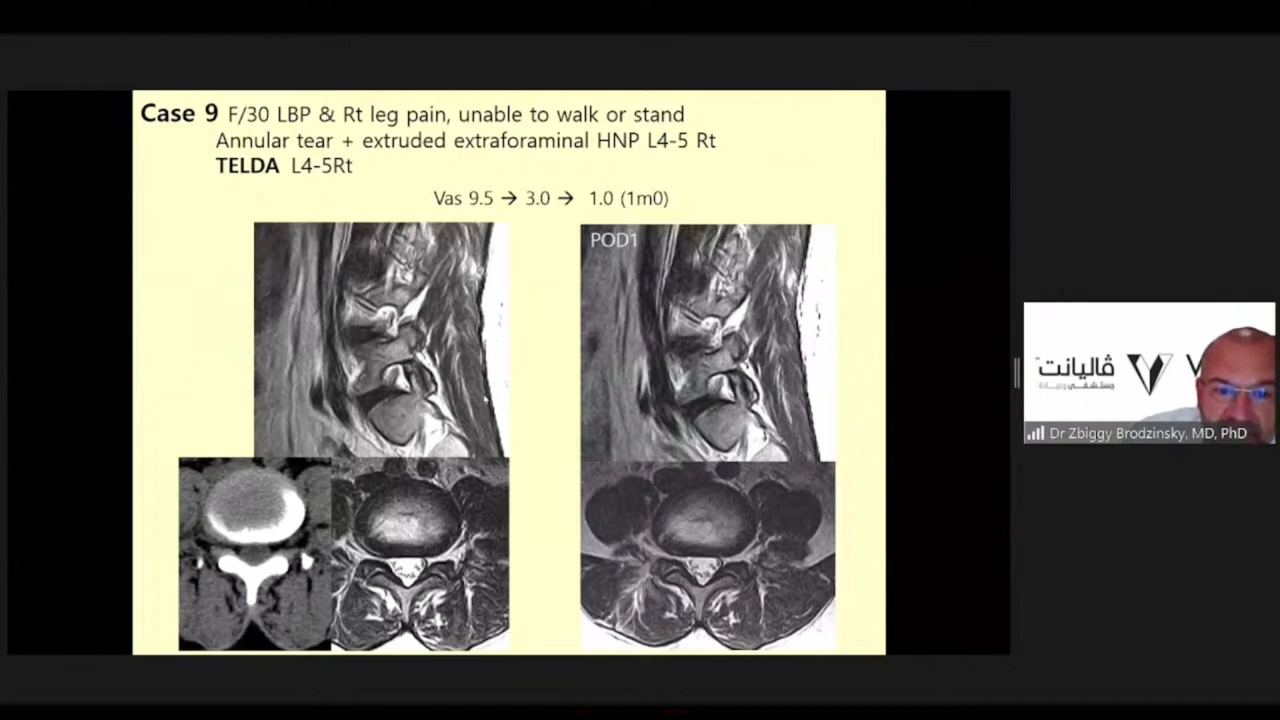 Case 9 F/30 LBP & Rt leg pain, unable to walk or stand
Annular tear + extruded extraforaminal HNP L4-5 Rt
TELDA L4-5Rt
Vas 9.5 → 3.0 → 1.0 (1m0)
POD1
ڤاليانت
مستشفى وعيادة
V
Dr Zbiggy Brodzinsky, MD, PhD